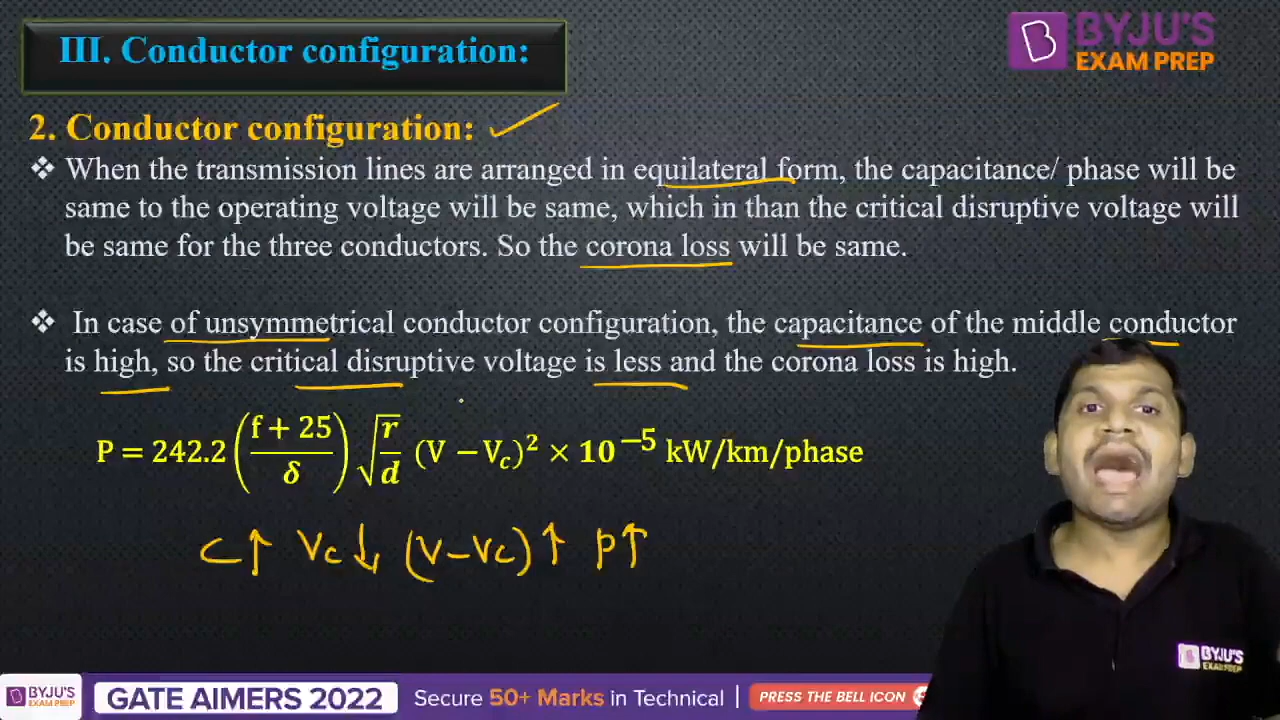 III. Conductor configuration:
BYJU'S
EXAM PREP
2. Conductor configuration:
❖ When the transmission lines are arranged in equilateral form, the capacitance/ phase will be
same to the operating voltage will be same, which in than the critical disruptive voltage will
be same for the three conductors. So the corona loss will be same.
❖ In case of unsymmetrical conductor configuration, the capacitance of the middle conductor
is high, so the critical disruptive voltage is less and the corona loss is high.
P = 242.2 ((f + 25)/δ) √(r/d) (V − V_c)² × 10⁻⁵ kW/km/phase
C↑ Vc↓ (V-Vc)↑ P↑
BYJU'S
EXAM PREP
BYJU'S
EXAM PREP
GATE AIMERS 2022
Secure 50+ Marks in Technical
PRESS THE BELL ICON